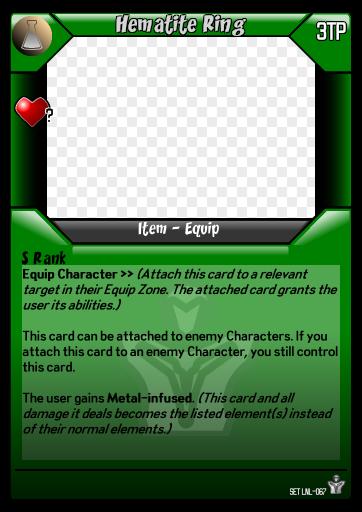 Hematite Ring
3TP
?
Item - Equip
S Rank
Equip Character >> (Attach this card to a relevant
target in their Equip Zone. The attached card grants the
user its abilities.)
This card can be attached to enemy Characters. If you
attach this card to an enemy Character, you still control
this card.
The user gains Metal-infused. (This card and all
damage it deals becomes the listed element(s) instead
of their normal elements.)
SET LNL-067